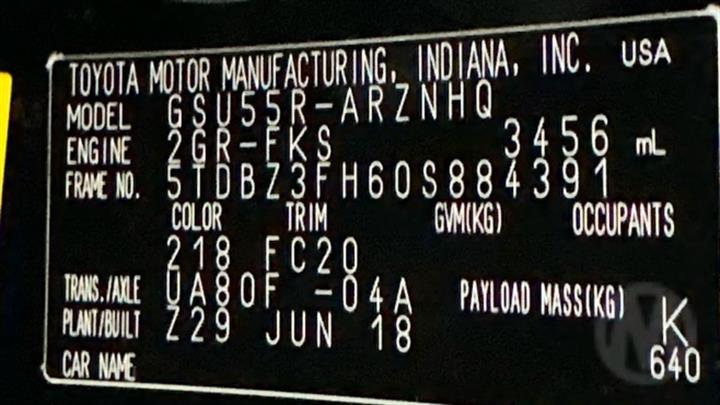 TOYOTA MOTOR MANUFACTURING, INDIANA, INC. USA
MODEL GSU55R-ARZNHQ
ENGINE 2GR-FKS 3456 mL
FRAME NO. 5TDBZ3FH60S884391
COLOR TRIM GVM(KG) OCCUPANTS
218 FC20
TRANS./AXLE UA80F -04A PAYLOAD MASS(KG) K
PLANT/BUILT Z29 JUN 18
CAR NAME 640